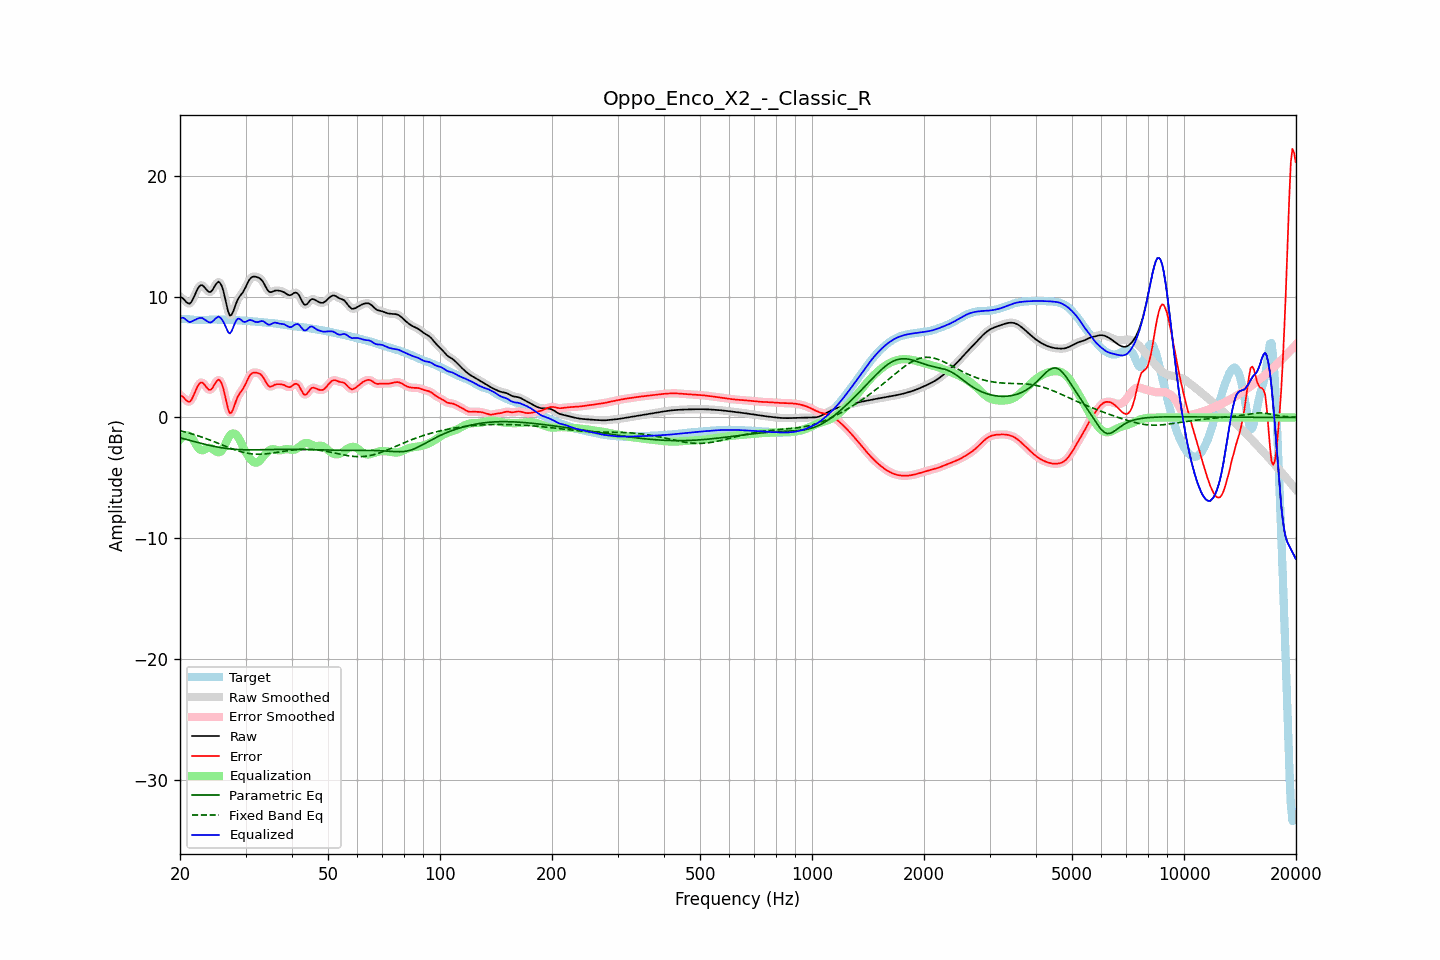 Oppo_Enco_X2_-_Classic_R
Amplitude (dBr)
20
10
0
−10
−20
−30
Target
Raw Smoothed
Error Smoothed
Raw
Error
Equalization
Parametric Eq
Fixed Band Eq
Equalized
20 50 100 200 500 1000 2000 5000 10000 20000
Frequency (Hz)